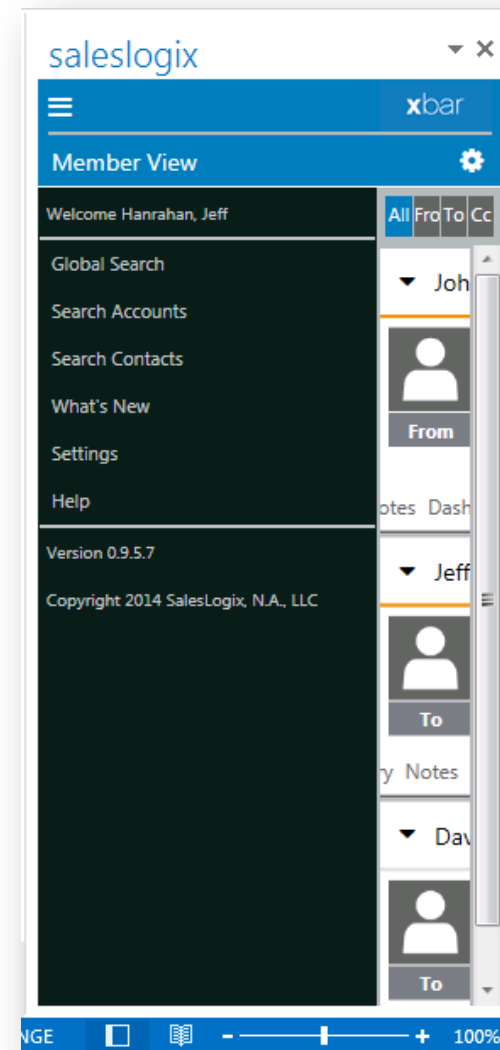 saleslogix
xbar
Member View
Welcome Hanrahan, Jeff
All Fro To Cc
Global Search
Search Accounts
Search Contacts
What's New
Settings
Help
Version 0.9.5.7
Copyright 2014 SalesLogix, N.A., LLC
Joh
From
otes Dash
Jeff
To
ry Notes
Dav
To
NGE
100%